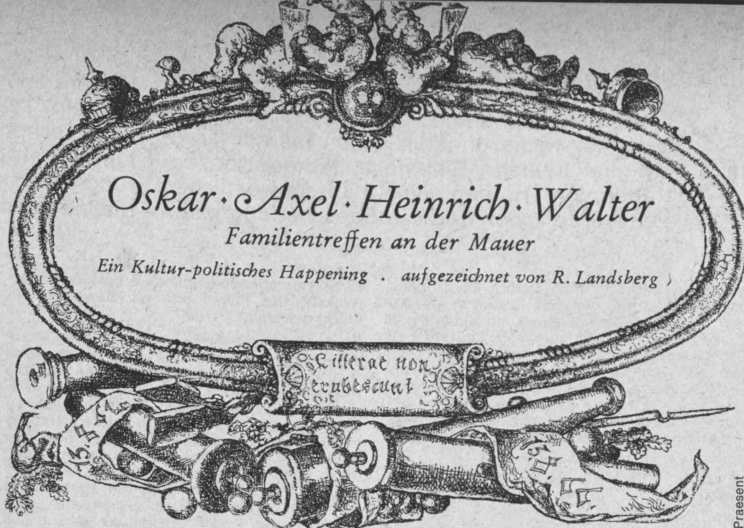 Oskar · Axel · Heinrich · Walter
Familientreffen an der Mauer
Ein Kultur-politisches Happening . aufgezeichnet von R. Landsberg
Litterae non
erubescunt
Praesent